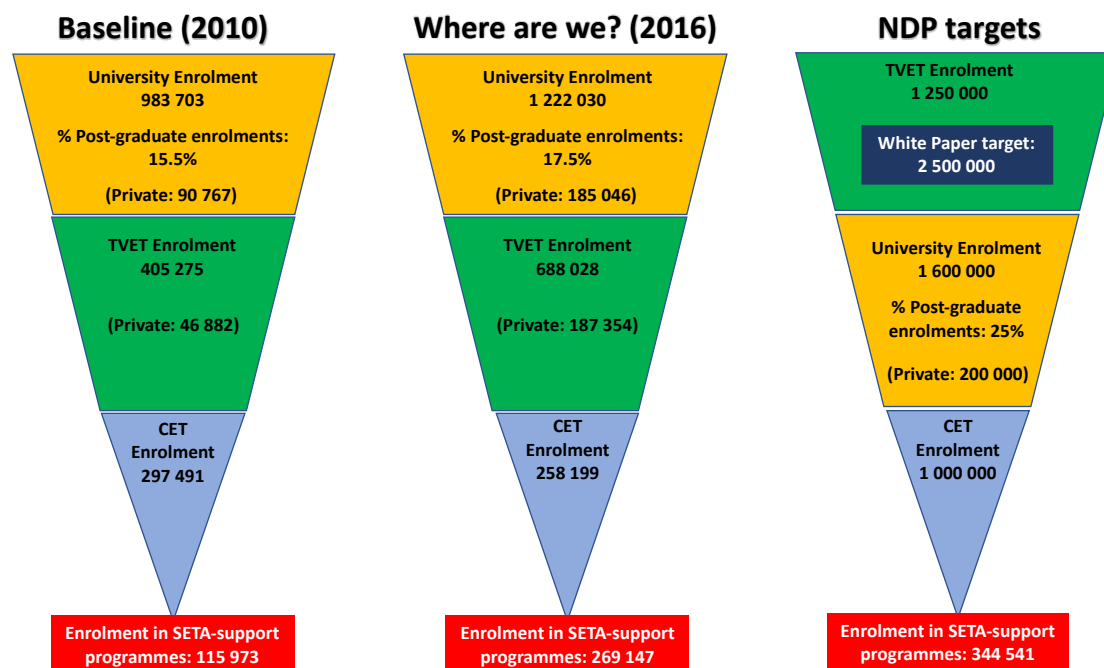 Baseline (2010)
University Enrolment
983 703
% Post-graduate enrolments:
15.5%
(Private: 90 767)
TVET Enrolment
405 275
(Private: 46 882)
CET
Enrolment
297 491
Enrolment in SETA-support
programmes: 115 973
Where are we? (2016)
University Enrolment
1 222 030
% Post-graduate enrolments:
17.5%
(Private: 185 046)
TVET Enrolment
688 028
(Private: 187 354)
CET
Enrolment
258 199
Enrolment in SETA-support
programmes: 269 147
NDP targets
TVET Enrolment
1 250 000
White Paper target:
2 500 000
University Enrolment
1 600 000
% Post-graduate
enrolments: 25%
(Private: 200 000)
CET
Enrolment
1 000 000
Enrolment in SETA-support
programmes: 344 541